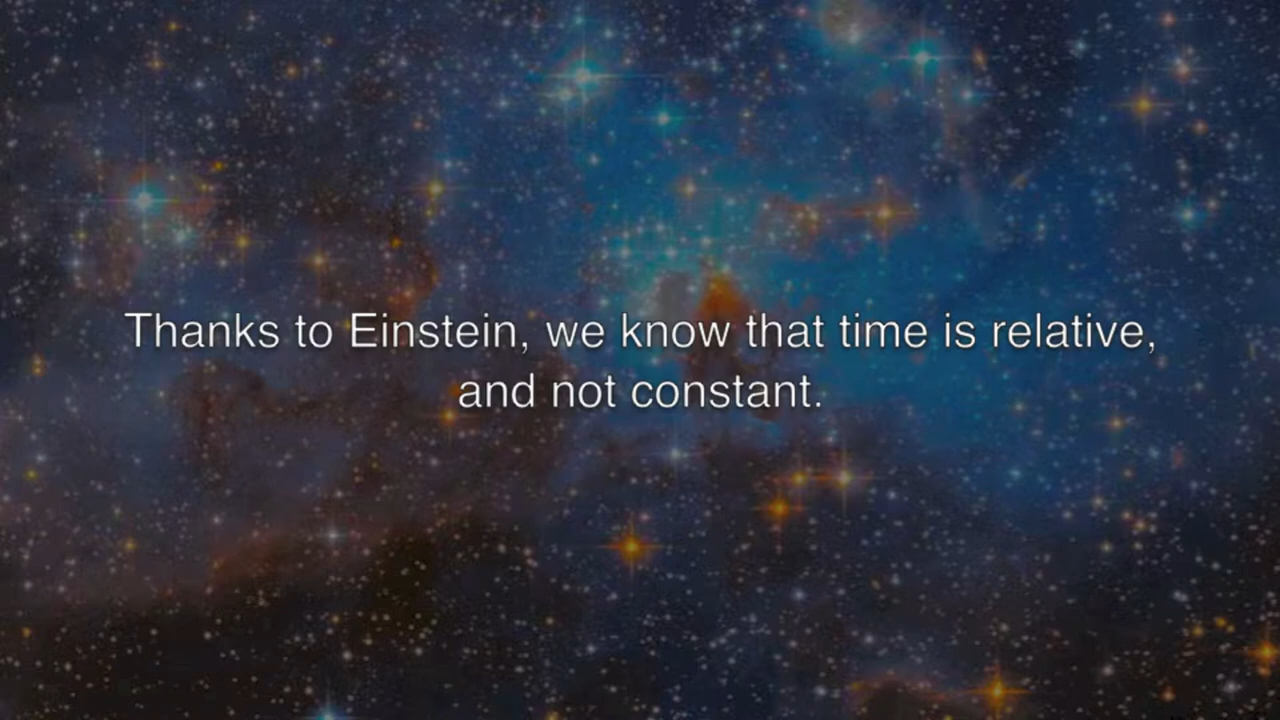 Thanks to Einstein, we know that time is relative,
and not constant.